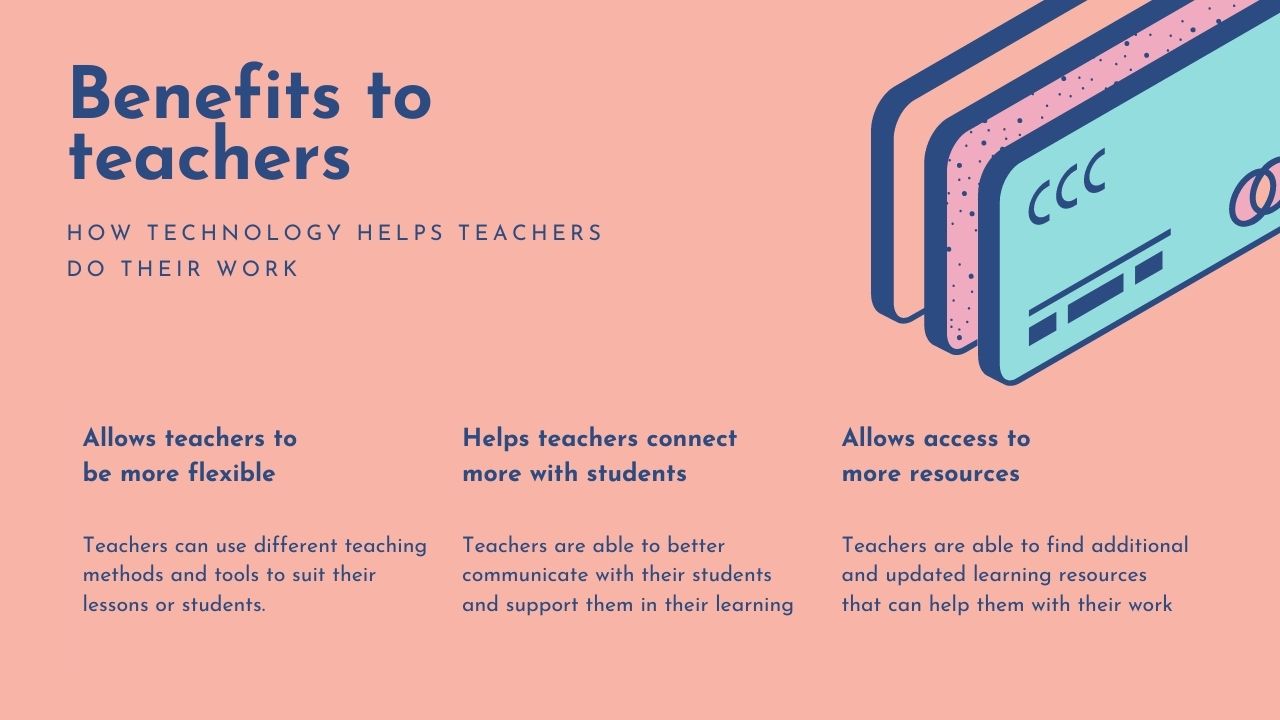 Benefits to
teachers
HOW TECHNOLOGY HELPS TEACHERS
DO THEIR WORK
Allows teachers to
be more flexible
Teachers can use different teaching
methods and tools to suit their
lessons or students.
Helps teachers connect
more with students
Teachers are able to better
communicate with their students
and support them in their learning
Allows access to
more resources
Teachers are able to find additional
and updated learning resources
that can help them with their work